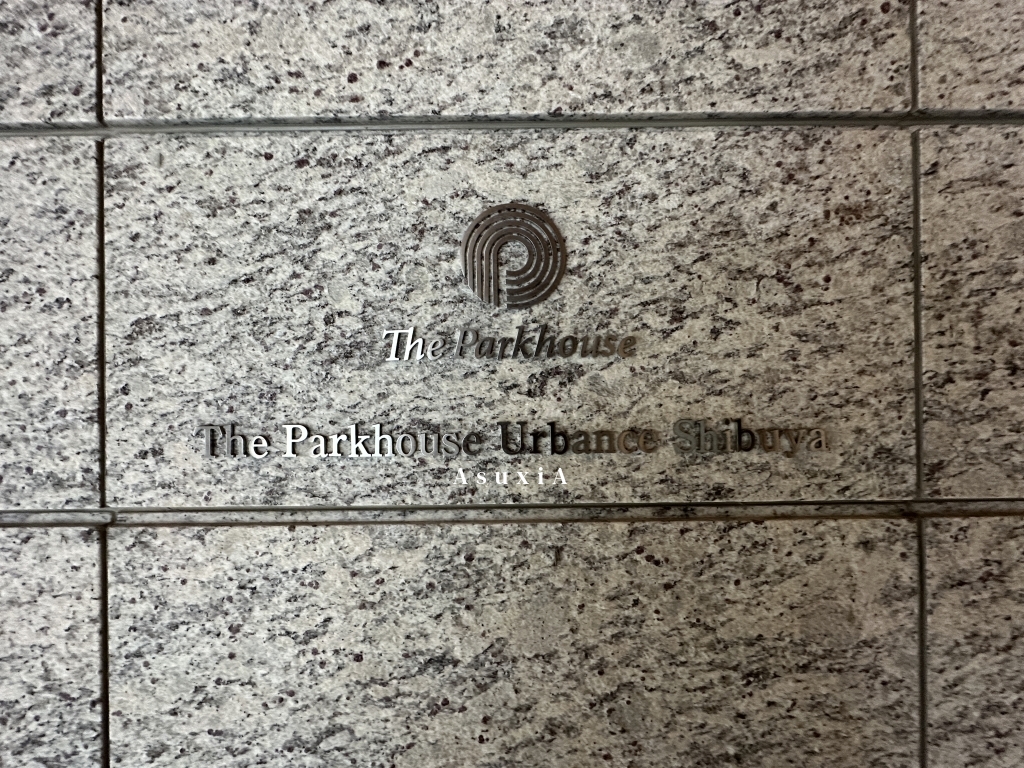 The Parkhouse
The Parkhouse Urbance Shibuya
AsuxiA